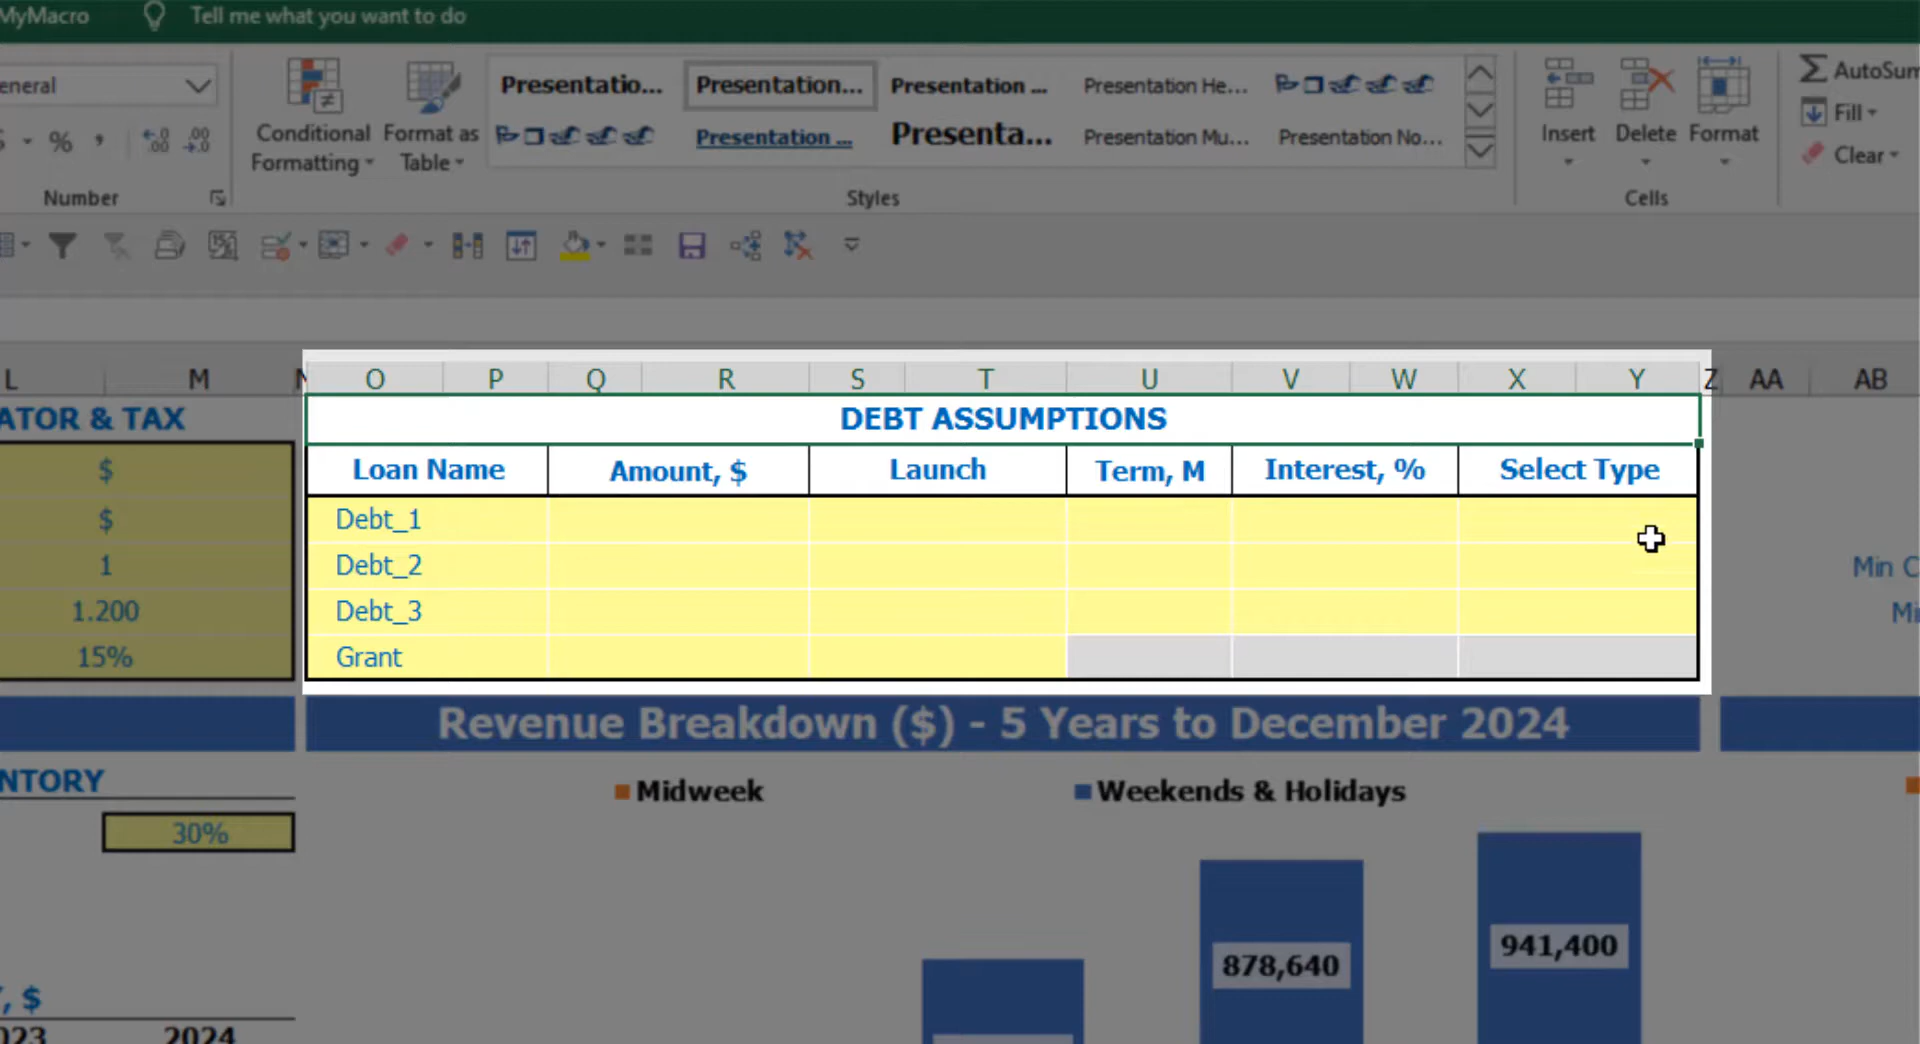 MyMacro Tell me what you want to do
eneral
Presentatio... Presentation... Presentation ... Presentation He...
Presentation ... Presenta... Presentation Mu... Presentation No...
Conditional Formatting
Format as Table
Insert Delete Format
AutoSum
Fill
Clear
% ,
Number Styles Cells
L M N O P Q R S T U V W X Y Z AA AB
ATOR & TAX DEBT ASSUMPTIONS
Loan Name Amount, $ Launch Term, M Interest, % Select Type
$ Debt_1
$ Debt_2
1 Debt_3
1.200 Grant
15%
Min C
Mi
Revenue Breakdown ($) - 5 Years to December 2024
NTORY
30%
Midweek Weekends & Holidays
878,640
941,400
, $
023 2024